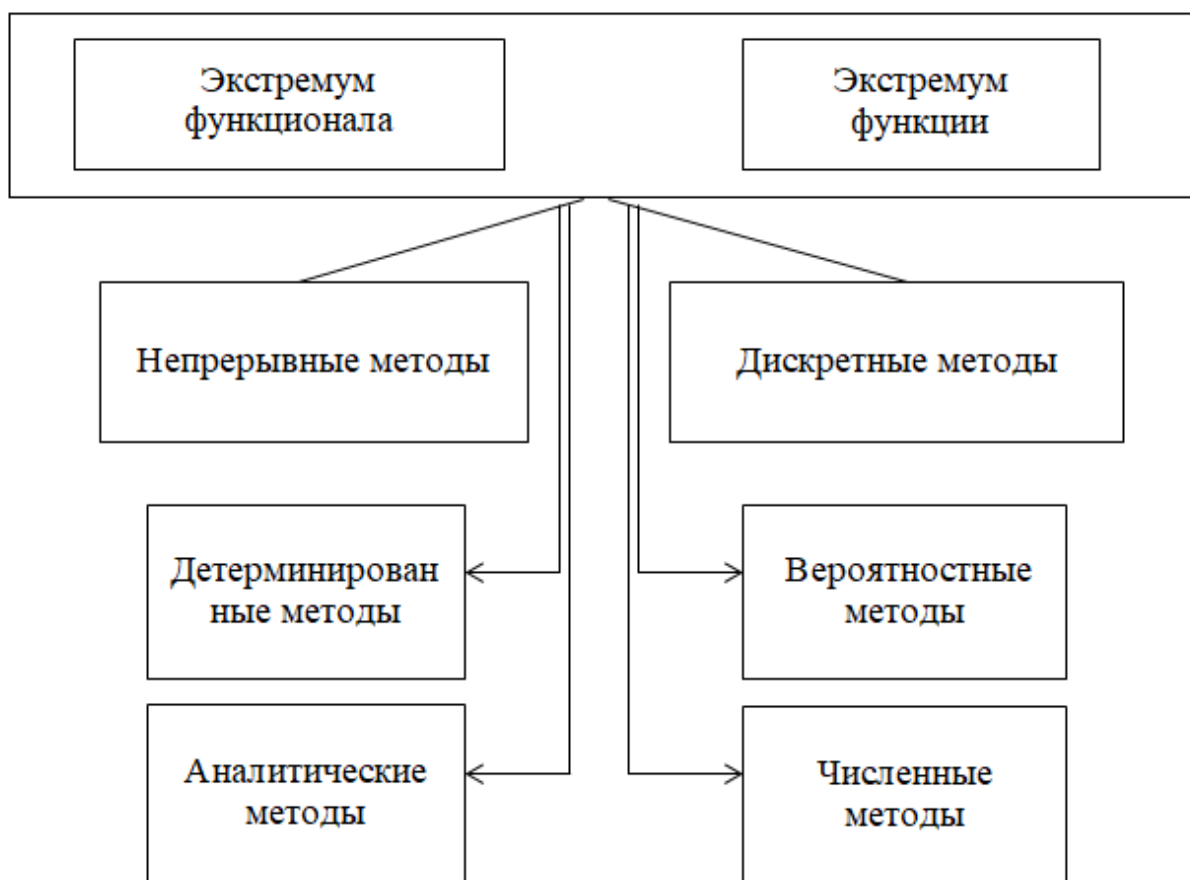 Экстремум
функционала
Экстремум
функции
Непрерывные методы
Дискретные методы
Детерминирован
ные методы
Вероятностные
методы
Аналитические
методы
Численные
методы